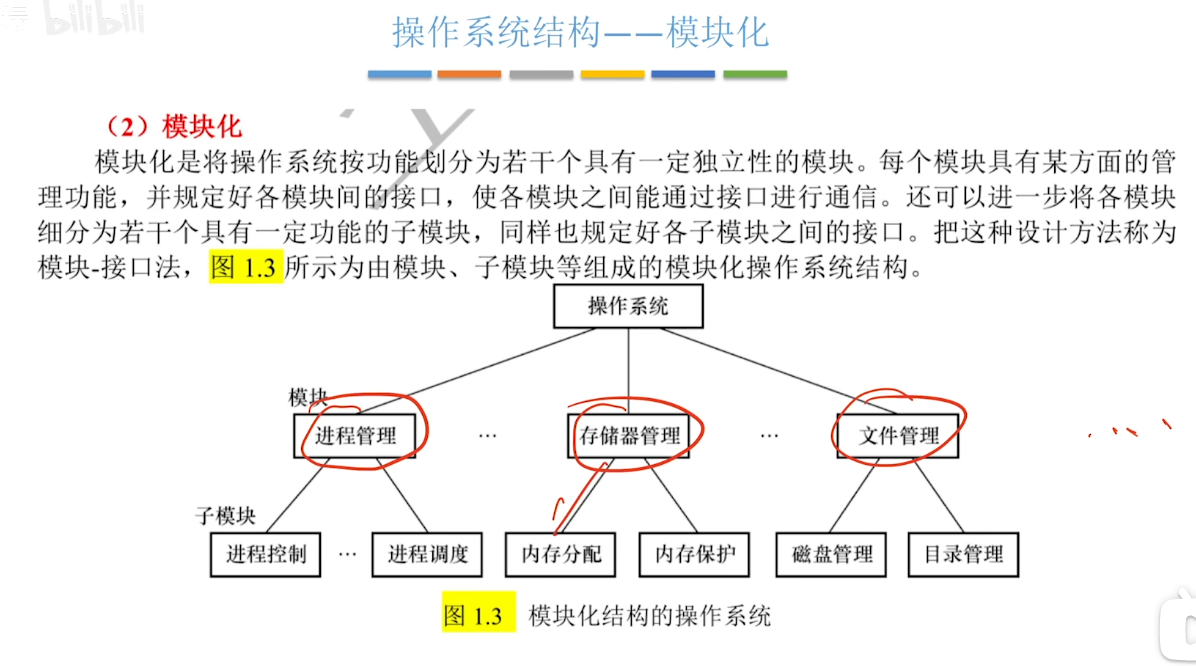 bilibili
操作系统结构——模块化
（2）模块化
模块化是将操作系统按功能划分为若干个具有一定独立性的模块。每个模块具有某方面的管
理功能，并规定好各模块间的接口，使各模块之间能通过接口进行通信。还可以进一步将各模块
细分为若干个具有一定功能的子模块，同样也规定好各子模块之间的接口。把这种设计方法称为
模块-接口法，图 1.3 所示为由模块、子模块等组成的模块化操作系统结构。
操作系统
模块
进程管理 … 存储器管理 … 文件管理
子模块
进程控制 … 进程调度 内存分配 内存保护 磁盘管理 目录管理
图 1.3 模块化结构的操作系统